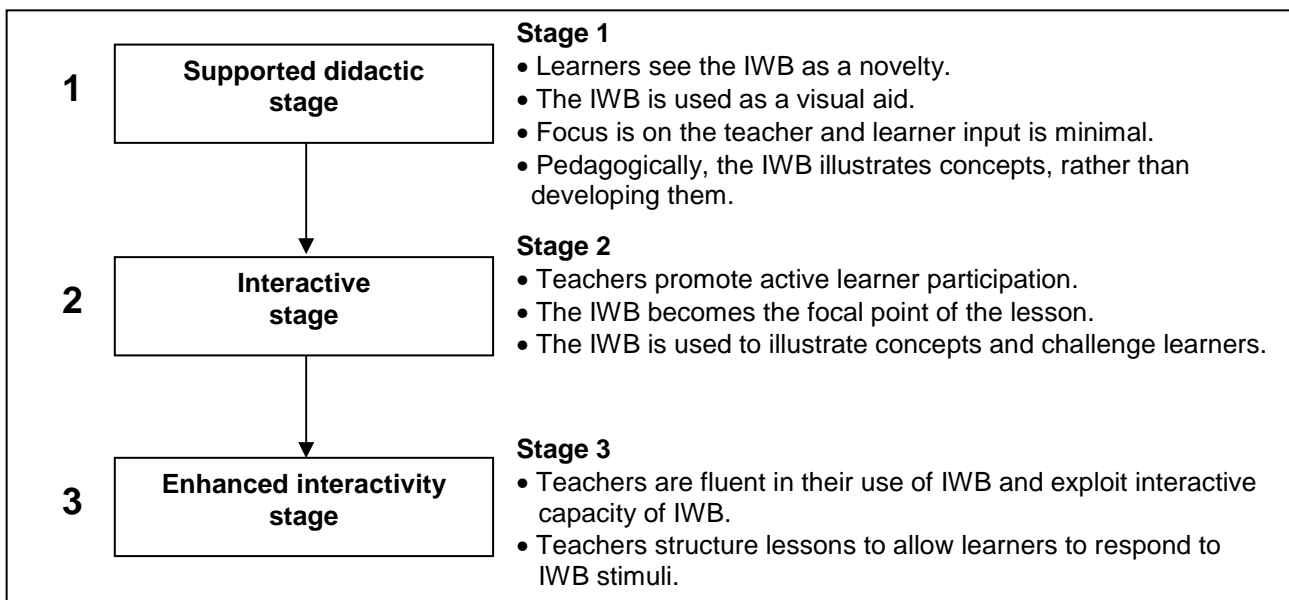 1
Supported didactic
stage
Stage 1
• Learners see the IWB as a novelty.
• The IWB is used as a visual aid.
• Focus is on the teacher and learner input is minimal.
• Pedagogically, the IWB illustrates concepts, rather than
developing them.
2
Interactive
stage
Stage 2
• Teachers promote active learner participation.
• The IWB becomes the focal point of the lesson.
• The IWB is used to illustrate concepts and challenge learners.
3
Enhanced interactivity
stage
Stage 3
• Teachers are fluent in their use of IWB and exploit interactive
capacity of IWB.
• Teachers structure lessons to allow learners to respond to
IWB stimuli.